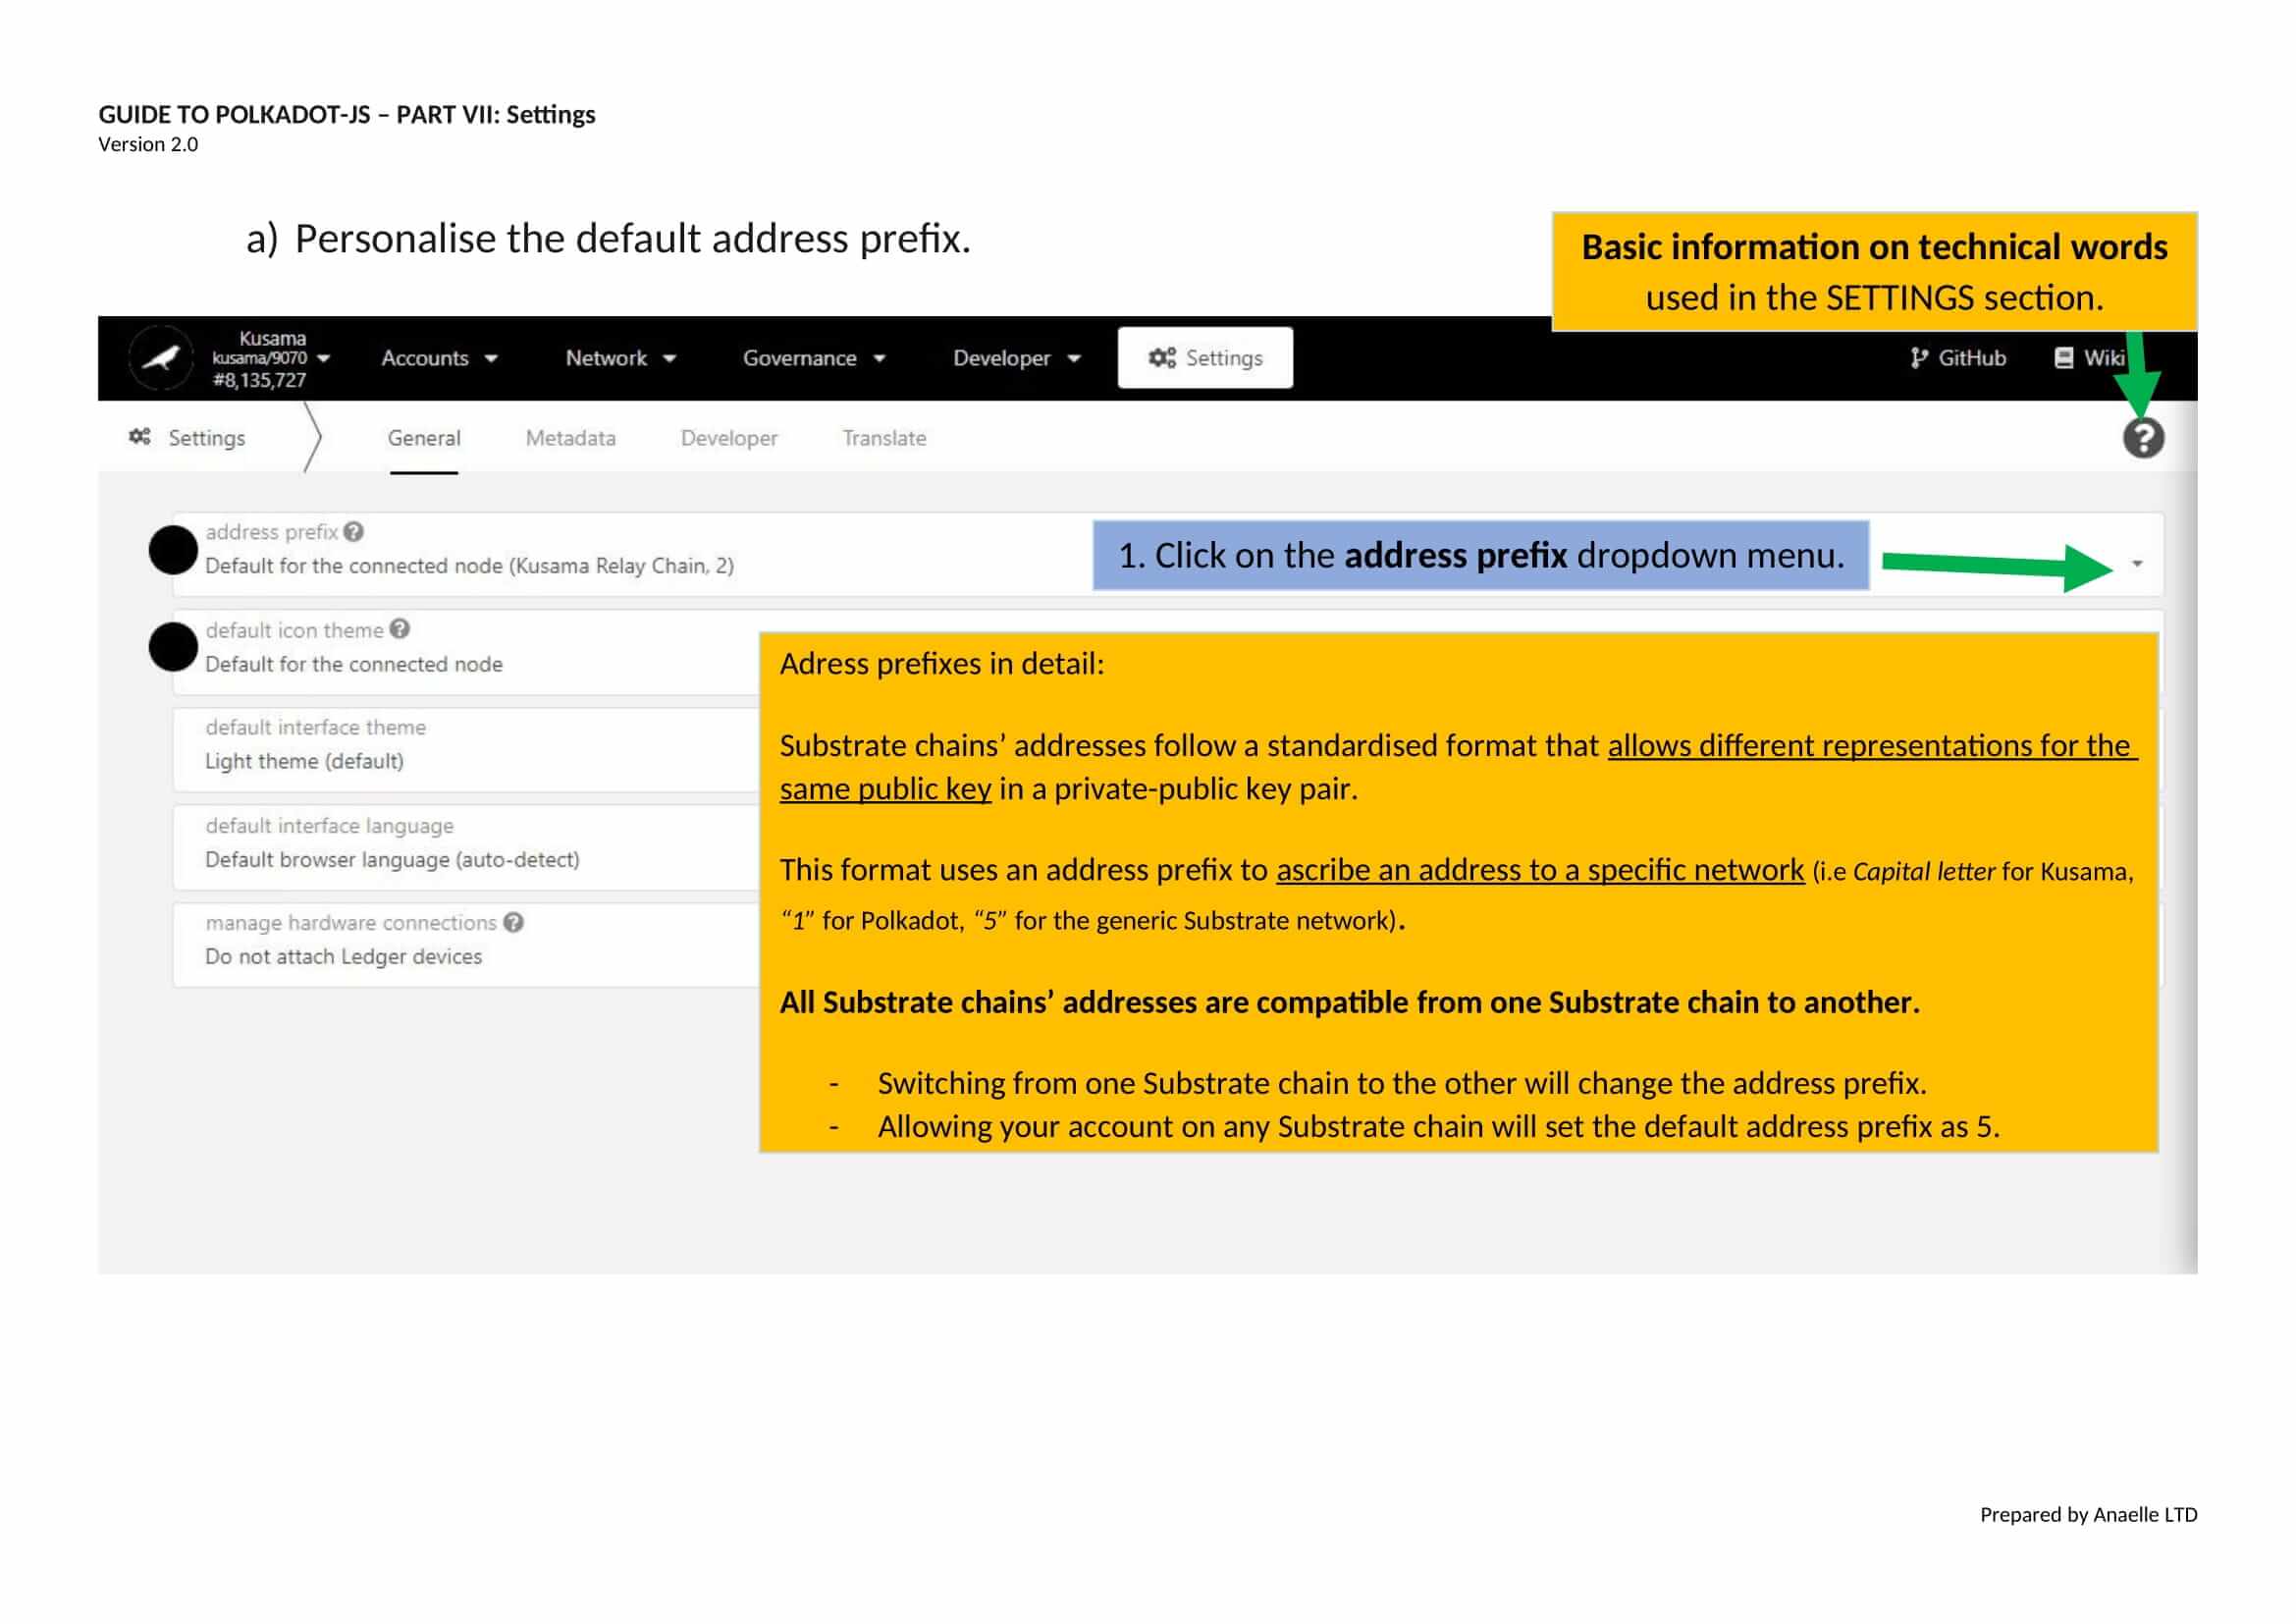 GUIDE TO POLKADOT-JS – PART VII: Settings
Version 2.0
a) Personalise the default address prefix.
Basic information on technical words
used in the SETTINGS section.
Kusama
kusama/9070
#8,135,727
Accounts
Network
Governance
Developer
Settings
GitHub
Wiki
Settings
General
Metadata
Developer
Translate
address prefix
Default for the connected node (Kusama Relay Chain, 2)
1. Click on the address prefix dropdown menu.
default icon theme
Default for the connected node
default interface theme
Light theme (default)
default interface language
Default browser language (auto-detect)
manage hardware connections
Do not attach Ledger devices
Adress prefixes in detail:
Substrate chains’ addresses follow a standardised format that allows different representations for the
same public key in a private-public key pair.
This format uses an address prefix to ascribe an address to a specific network (i.e Capital letter for Kusama,
“1” for Polkadot, “5” for the generic Substrate network).
All Substrate chains’ addresses are compatible from one Substrate chain to another.
- Switching from one Substrate chain to the other will change the address prefix.
- Allowing your account on any Substrate chain will set the default address prefix as 5.
Prepared by Anaelle LTD